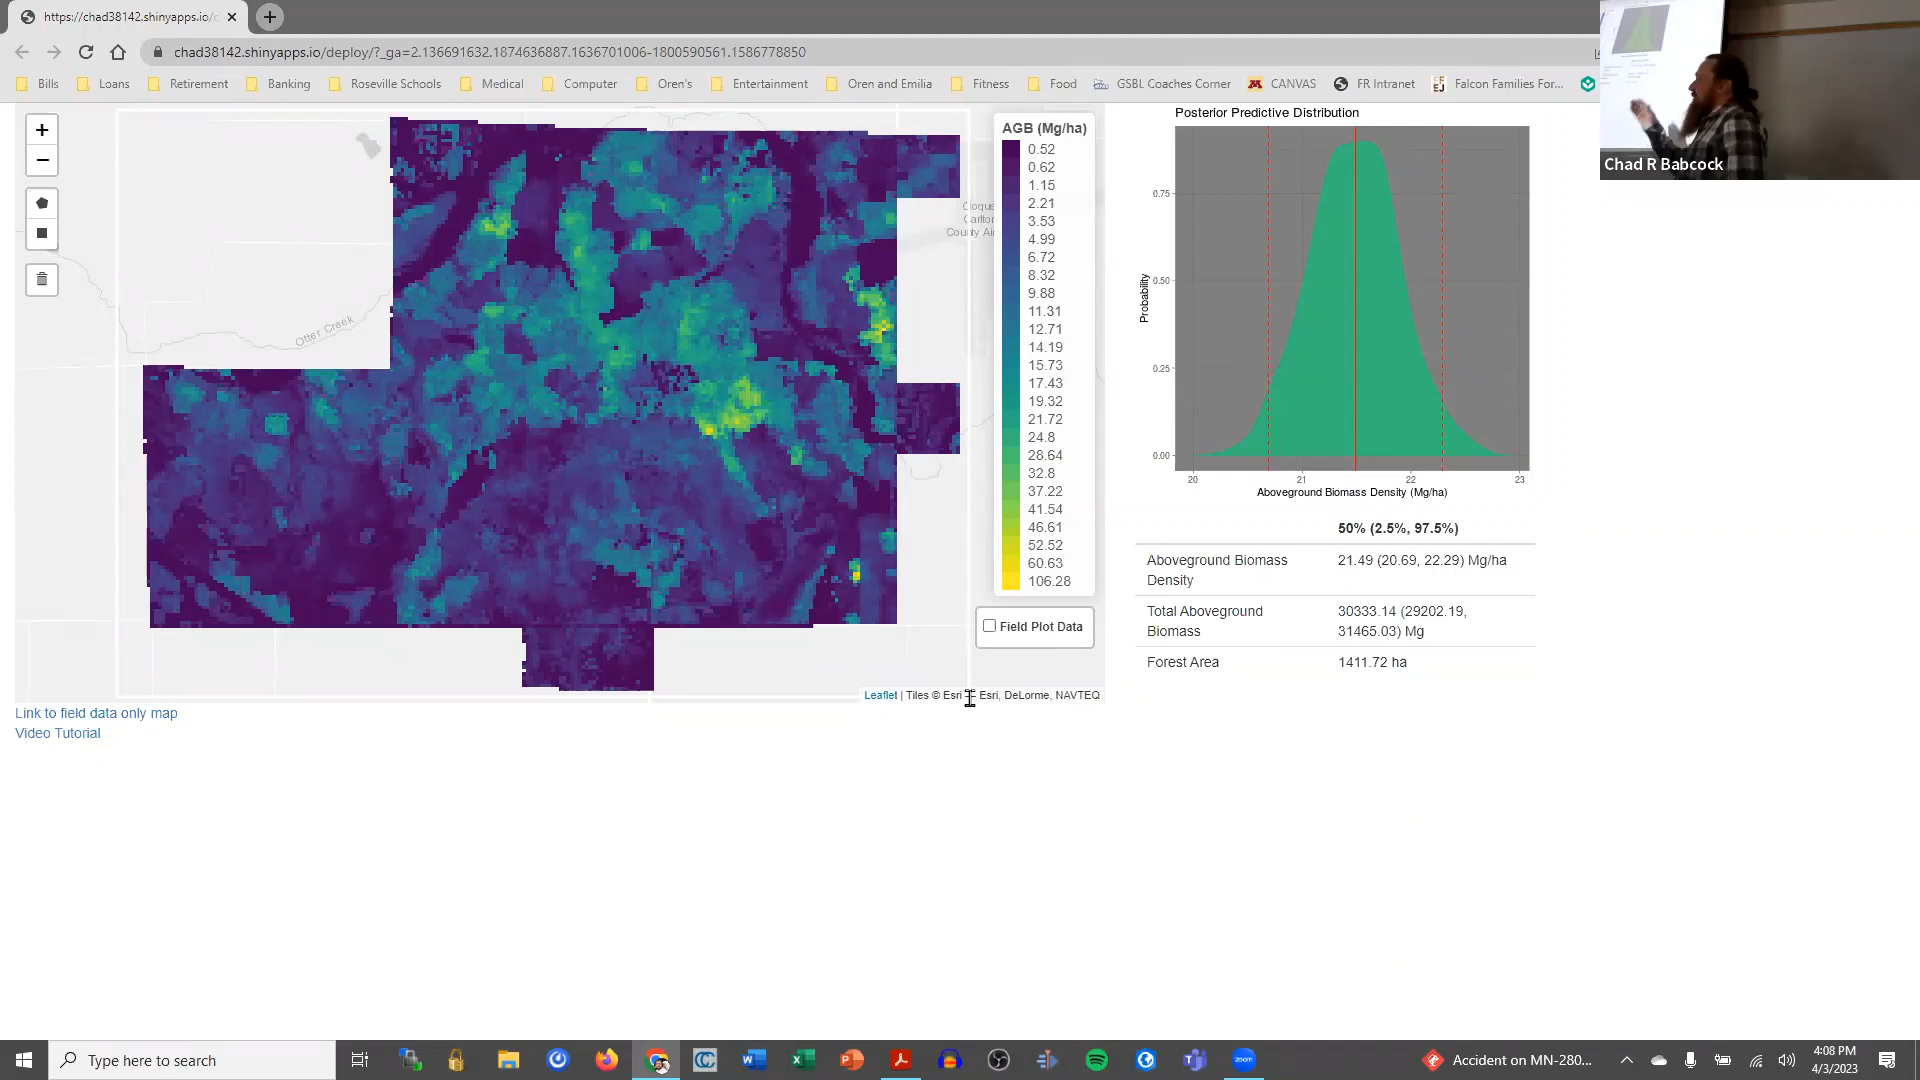 https://chad38142.shinyapps.io/
chad38142.shinyapps.io/deploy/?_ga=2.136691632.1874636887.1636701006-1800590561.1586778850
Bills
Loans
Retirement
Banking
Roseville Schools
Medical
Computer
Oren's
Entertainment
Oren and Emilia
Fitness
Food
GSBL Coaches Corner
CANVAS
FR Intranet
Falcon Families For...
Chad R Babcock
+
−
Otter Creek
Cloque
Carlton
County Air
AGB (Mg/ha)
0.52
0.62
1.15
2.21
3.53
4.99
6.72
8.32
9.88
11.31
12.71
14.19
15.73
17.43
19.32
21.72
24.8
28.64
32.8
37.22
41.54
46.61
52.52
60.63
106.28
Field Plot Data
Leaflet | Tiles © Esri — Esri, DeLorme, NAVTEQ
Link to field data only map
Video Tutorial
Posterior Predictive Distribution
Probability
0.75
0.50
0.25
0.00
20
21
22
23
Aboveground Biomass Density (Mg/ha)
50% (2.5%, 97.5%)
Aboveground Biomass Density
21.49 (20.69, 22.29) Mg/ha
Total Aboveground Biomass
30333.14 (29202.19, 31465.03) Mg
Forest Area
1411.72 ha
Type here to search
zoom
Accident on MN-280...
4:08 PM
4/3/2023